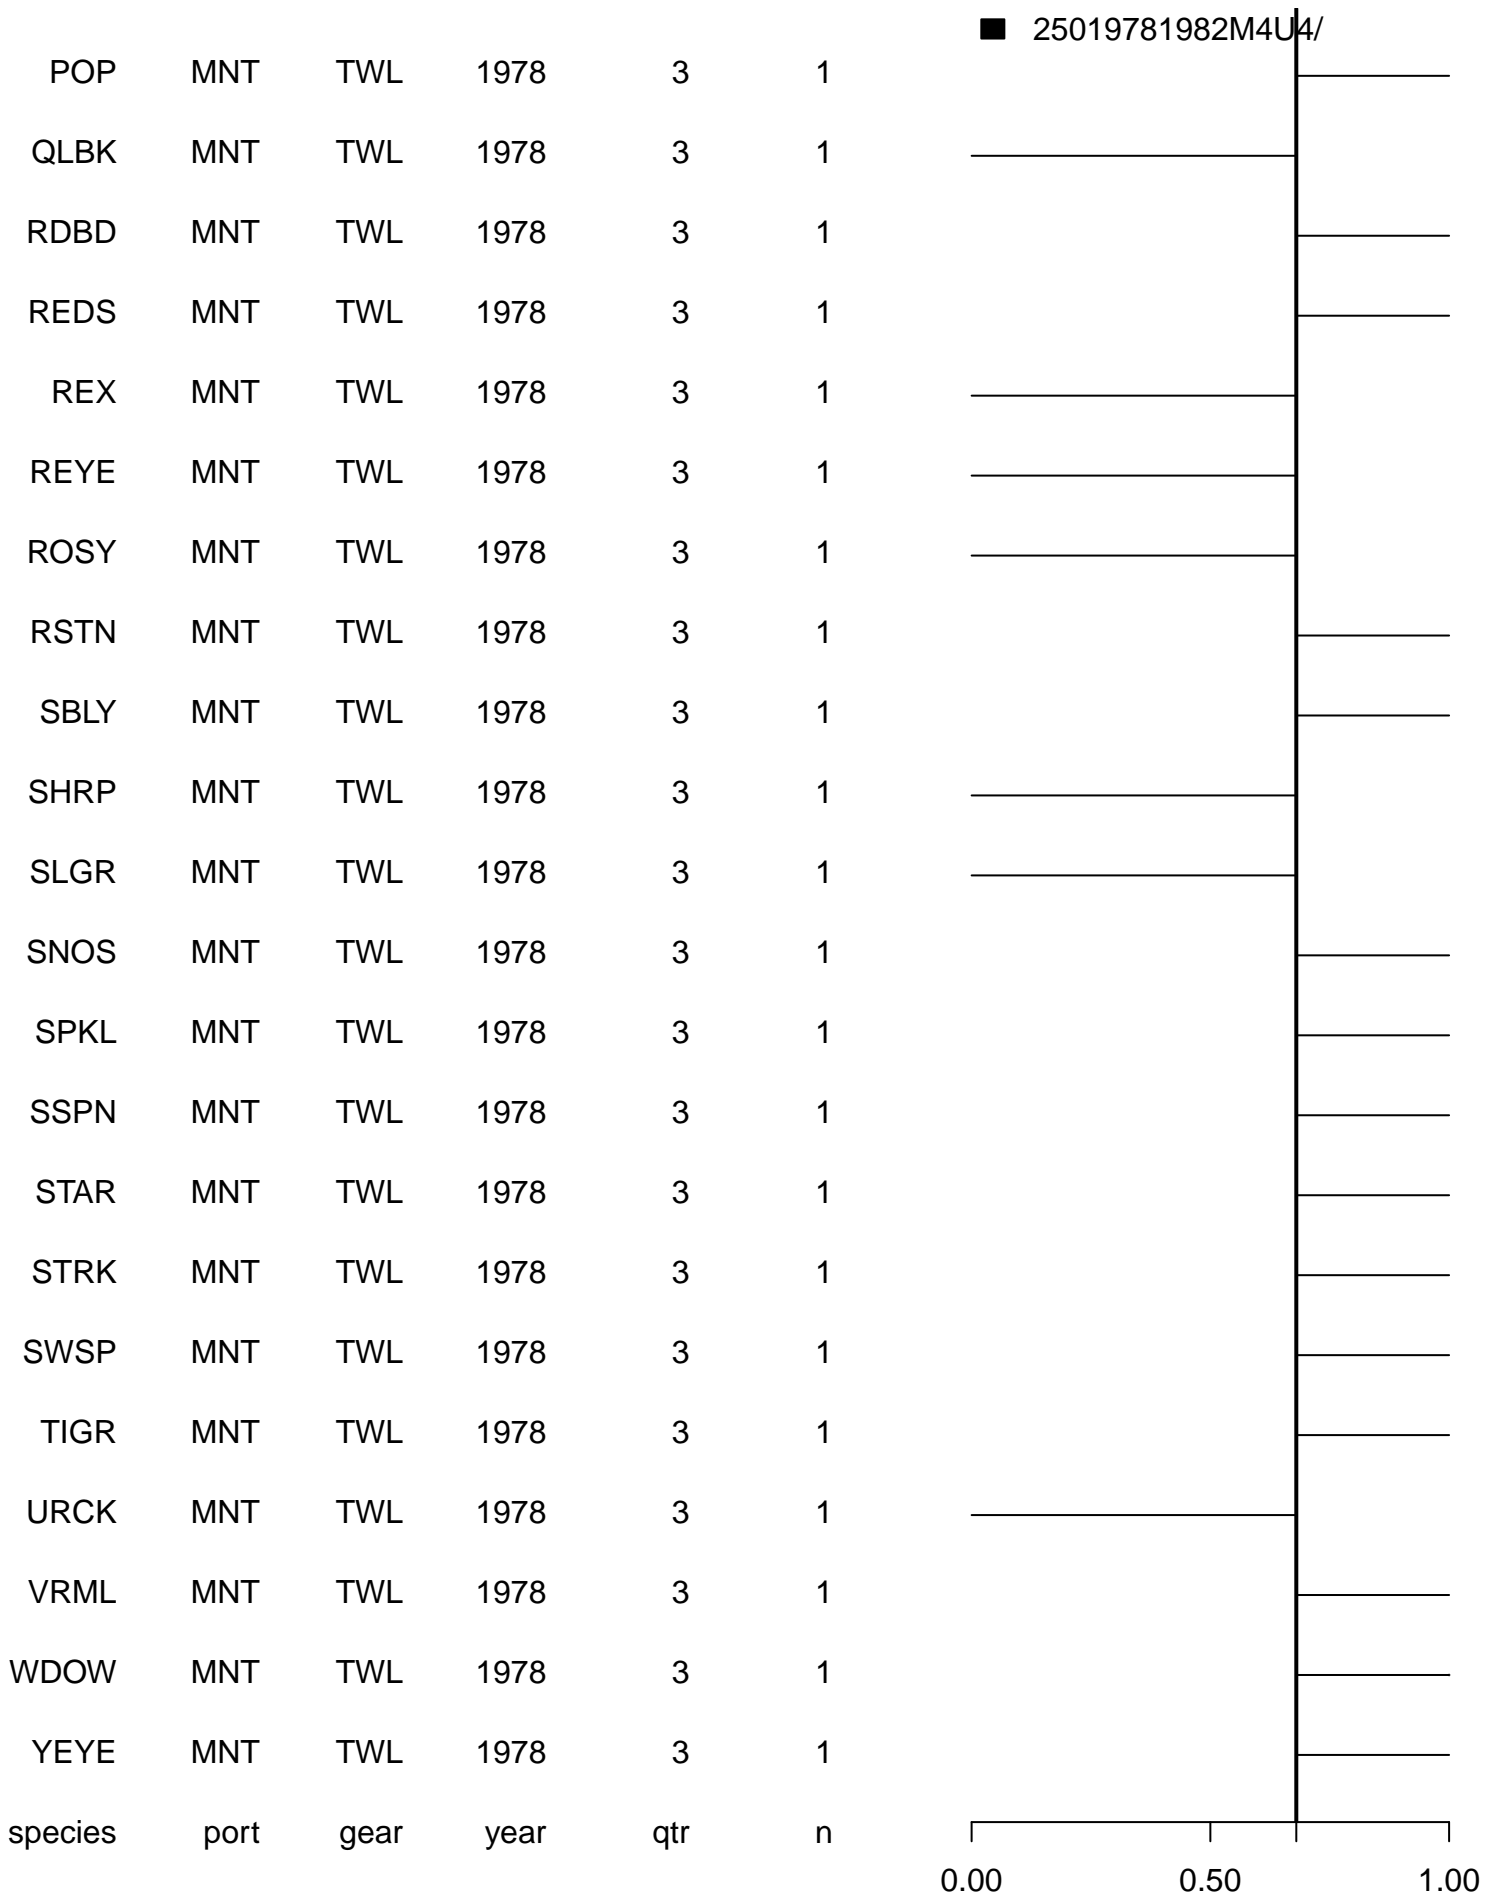 25019781982M4U4/
POP MNT TWL 1978 3 1
QLBK MNT TWL 1978 3 1
RDBD MNT TWL 1978 3 1
REDS MNT TWL 1978 3 1
REX MNT TWL 1978 3 1
REYE MNT TWL 1978 3 1
ROSY MNT TWL 1978 3 1
RSTN MNT TWL 1978 3 1
SBLY MNT TWL 1978 3 1
SHRP MNT TWL 1978 3 1
SLGR MNT TWL 1978 3 1
SNOS MNT TWL 1978 3 1
SPKL MNT TWL 1978 3 1
SSPN MNT TWL 1978 3 1
STAR MNT TWL 1978 3 1
STRK MNT TWL 1978 3 1
SWSP MNT TWL 1978 3 1
TIGR MNT TWL 1978 3 1
URCK MNT TWL 1978 3 1
VRML MNT TWL 1978 3 1
WDOW MNT TWL 1978 3 1
YEYE MNT TWL 1978 3 1
species port gear year qtr n
0.00 0.50 1.00